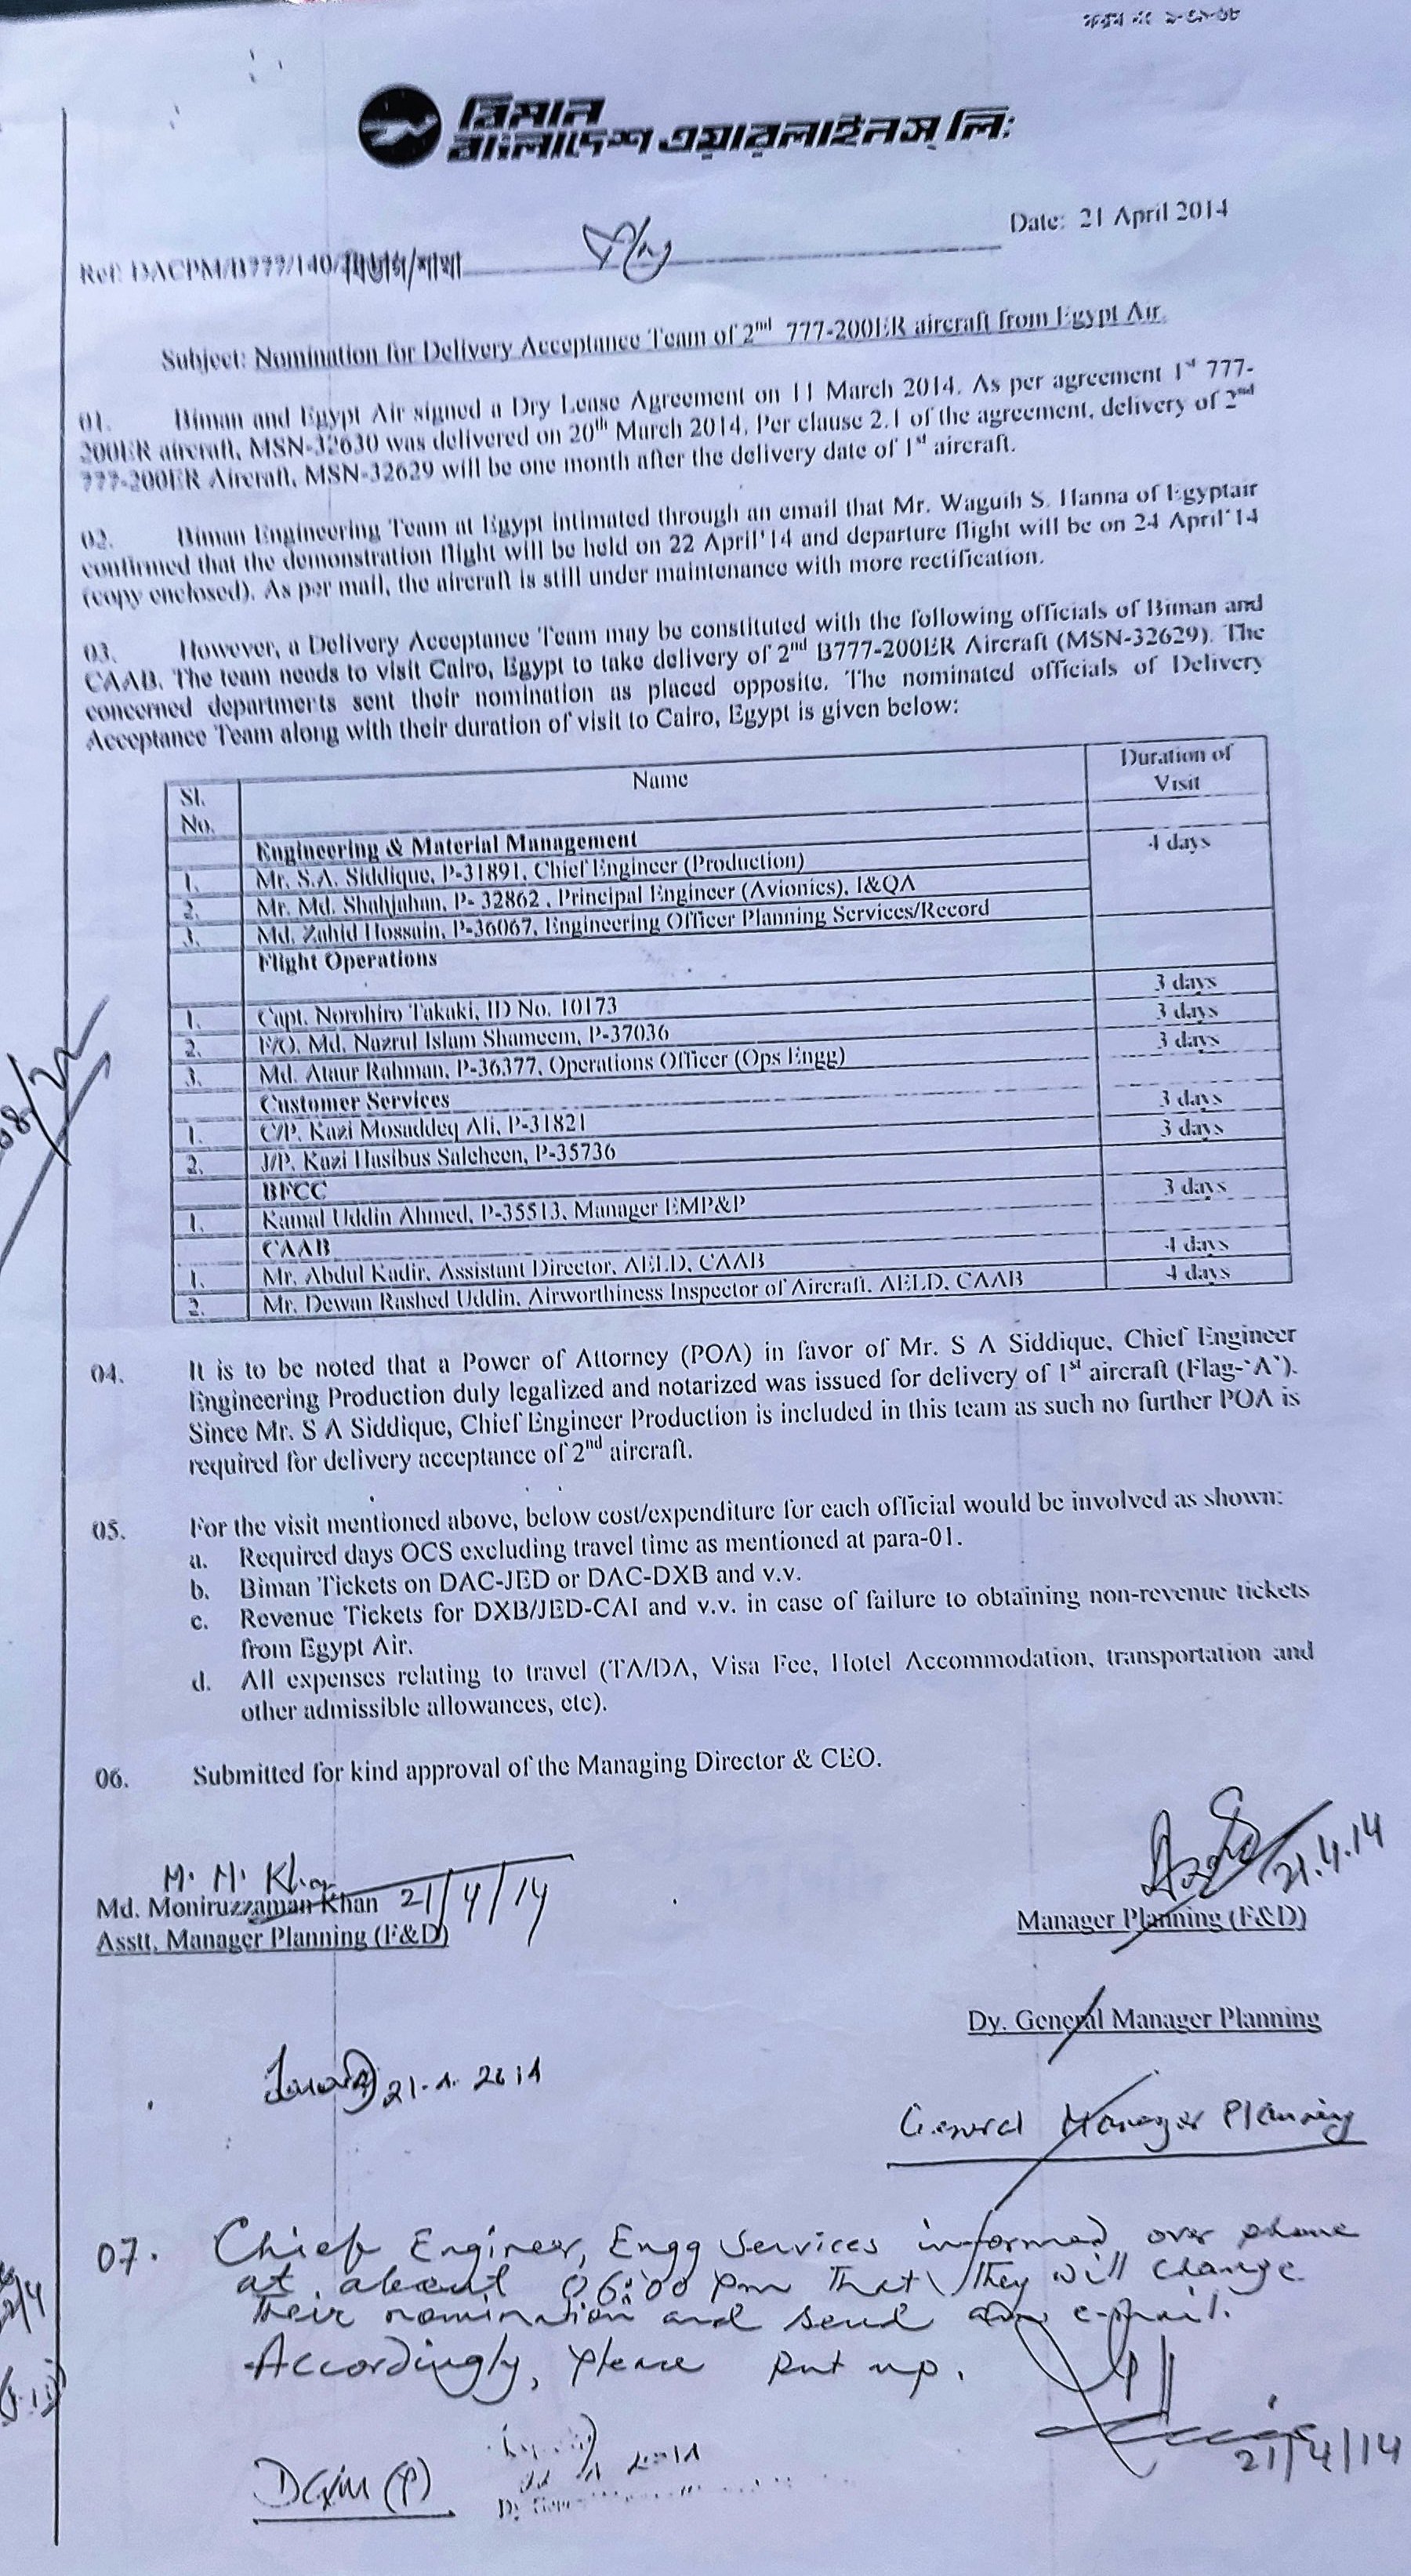 বিমান
বাংলাদেশ এয়ারলাইনস্ লি:
Date: 21 April 2014
Ref: DACPM/B777/140/বিভাগ/শাখা
Subject: Nomination for Delivery Acceptance Team of 2nd 777-200ER aircraft from Egypt Air.
01. Biman and Egypt Air signed a Dry Lease Agreement on 11 March 2014. As per agreement 1st 777-
200ER aircraft, MSN-32630 was delivered on 20th March 2014. Per clause 2.1 of the agreement, delivery of 2nd
777-200ER Aircraft, MSN-32629 will be one month after the delivery date of 1st aircraft.
02. Biman Engineering Team at Egypt intimated through an email that Mr. Waguih S. Hanna of Egyptair
confirmed that the demonstration flight will be held on 22 April'14 and departure flight will be on 24 April'14
(copy enclosed). As per mail, the aircraft is still under maintenance with more rectification.
03. However, a Delivery Acceptance Team may be constituted with the following officials of Biman and
CAAB. The team needs to visit Cairo, Egypt to take delivery of 2nd B777-200ER Aircraft (MSN-32629). The
concerned departments sent their nomination as placed opposite. The nominated officials of Delivery
Acceptance Team along with their duration of visit to Cairo, Egypt is given below:
Sl. No. Name Duration of Visit
Engineering & Material Management 4 days
1. Mr. S.A. Siddique, P-31891, Chief Engineer (Production)
2. Mr. Md. Shahjahan, P- 32862 , Principal Engineer (Avionics), I&QA
3. Md. Zahid Hossain, P-36067, Engineering Officer Planning Services/Record
Flight Operations
1. Capt. Norohiro Takaki, ID No. 10173 3 days
2. F/O. Md. Nazrul Islam Shameem, P-37036 3 days
3. Md. Ataur Rahman, P-36377, Operations Officer (Ops Engg) 3 days
Customer Services
1. C/P. Kazi Mosaddeq Ali, P-31821 3 days
2. J/P. Kazi Hasibus Saleheen, P-35736 3 days
BFCC
1. Kamal Uddin Ahmed, P-35513, Manager EMP&P 3 days
CAAB
1. Mr. Abdul Kadir, Assistant Director, AELD, CAAB 4 days
2. Mr. Dewan Rashed Uddin, Airworthiness Inspector of Aircraft, AELD, CAAB 4 days
04. It is to be noted that a Power of Attorney (POA) in favor of Mr. S A Siddique, Chief Engineer
Engineering Production duly legalized and notarized was issued for delivery of 1st aircraft (Flag-'A').
Since Mr. S A Siddique, Chief Engineer Production is included in this team as such no further POA is
required for delivery acceptance of 2nd aircraft.
05. For the visit mentioned above, below cost/expenditure for each official would be involved as shown:
a. Required days OCS excluding travel time as mentioned at para-01.
b. Biman Tickets on DAC-JED or DAC-DXB and v.v.
c. Revenue Tickets for DXB/JED-CAI and v.v. in case of failure to obtaining non-revenue tickets
from Egypt Air.
d. All expenses relating to travel (TA/DA, Visa Fee, Hotel Accommodation, transportation and
other admissible allowances, etc).
06. Submitted for kind approval of the Managing Director & CEO.
M. M. Khan
21/4/14
21.4.14
Md. Moniruzzaman Khan
Asstt. Manager Planning (F&D)
Manager Planning (F&D)
Dy. General Manager Planning
21.4.2014
General Manager Planning
07. Chief Engineer, Engg Services informed over phone
at about 06:00 pm that they will change
their nomination and send e-mail.
Accordingly, please put up.
21/4/14
DGM (P)